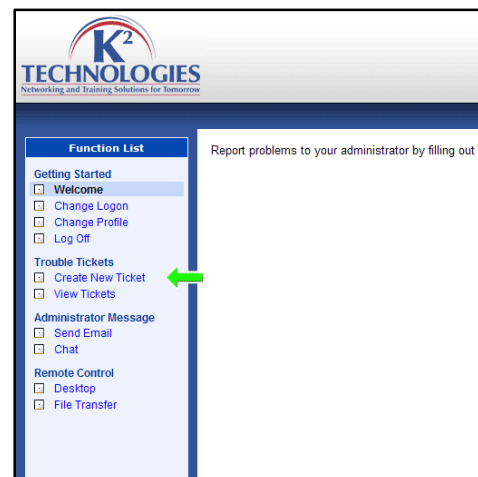 K2
TECHNOLOGIES
Networking and Training Solutions for Tomorrow
Function List
Report problems to your administrator by filling out
Getting Started
Welcome
Change Logon
Change Profile
Log Off
Trouble Tickets
Create New Ticket
View Tickets
Administrator Message
Send Email
Chat
Remote Control
Desktop
File Transfer